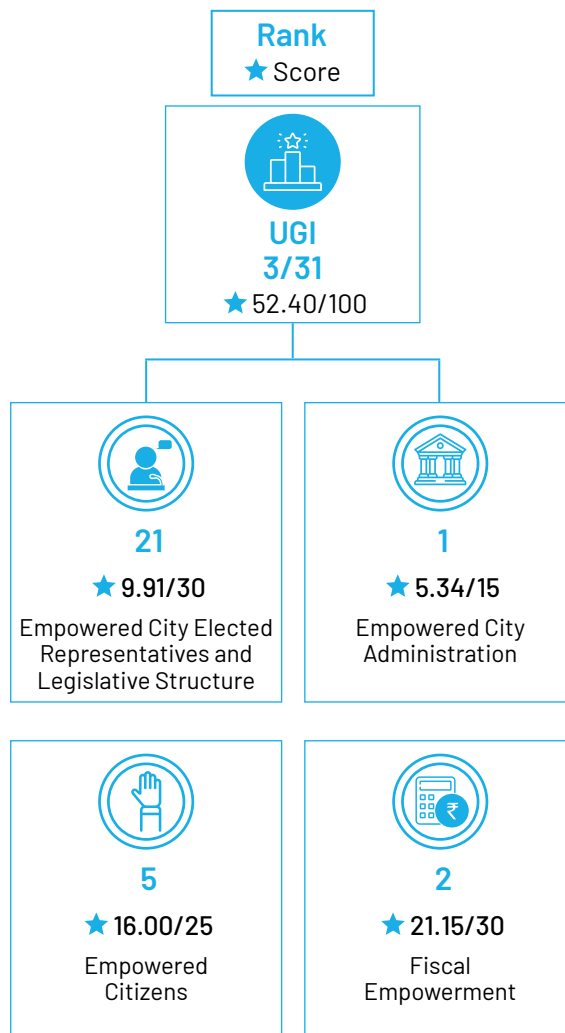 Rank
Score
UGI
3/31
52.40/100
21
9.91/30
Empowered City Elected
Representatives and
Legislative Structure
1
5.34/15
Empowered City
Administration
5
16.00/25
Empowered
Citizens
₹
2
21.15/30
Fiscal
Empowerment